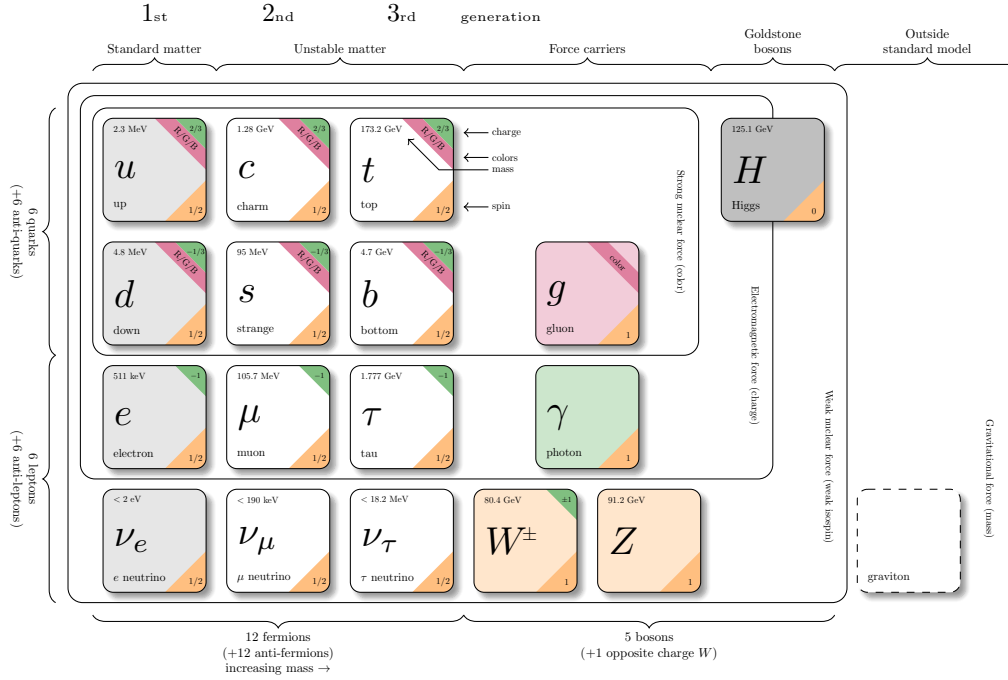 1st 2nd 3rd generation
Standard matter
Unstable matter
Force carriers
Goldstone
bosons
Outside
standard model
6 quarks
(+6 anti-quarks)
6 leptons
(+6 anti-leptons)
2.3 MeV
2/3
R/G/B
u
up
1/2
1.28 GeV
2/3
R/G/B
c
charm
1/2
173.2 GeV
2/3
R/G/B
t
top
1/2
charge
colors
mass
spin
125.1 GeV
H
Higgs
0
4.8 MeV
−1/3
R/G/B
d
down
1/2
95 MeV
−1/3
R/G/B
s
strange
1/2
4.7 GeV
−1/3
R/G/B
b
bottom
1/2
color
g
gluon
1
511 keV
−1
e
electron
1/2
105.7 MeV
−1
μ
muon
1/2
1.777 GeV
−1
τ
tau
1/2
γ
photon
1
< 2 eV
νe
e neutrino
1/2
< 190 keV
νμ
μ neutrino
1/2
< 18.2 MeV
ντ
τ neutrino
1/2
80.4 GeV
±1
W±
1
91.2 GeV
Z
1
graviton
Strong nuclear force (color)
Electromagnetic force (charge)
Weak nuclear force (weak isospin)
Gravitational force (mass)
12 fermions
(+12 anti-fermions)
increasing mass →
5 bosons
(+1 opposite charge W)